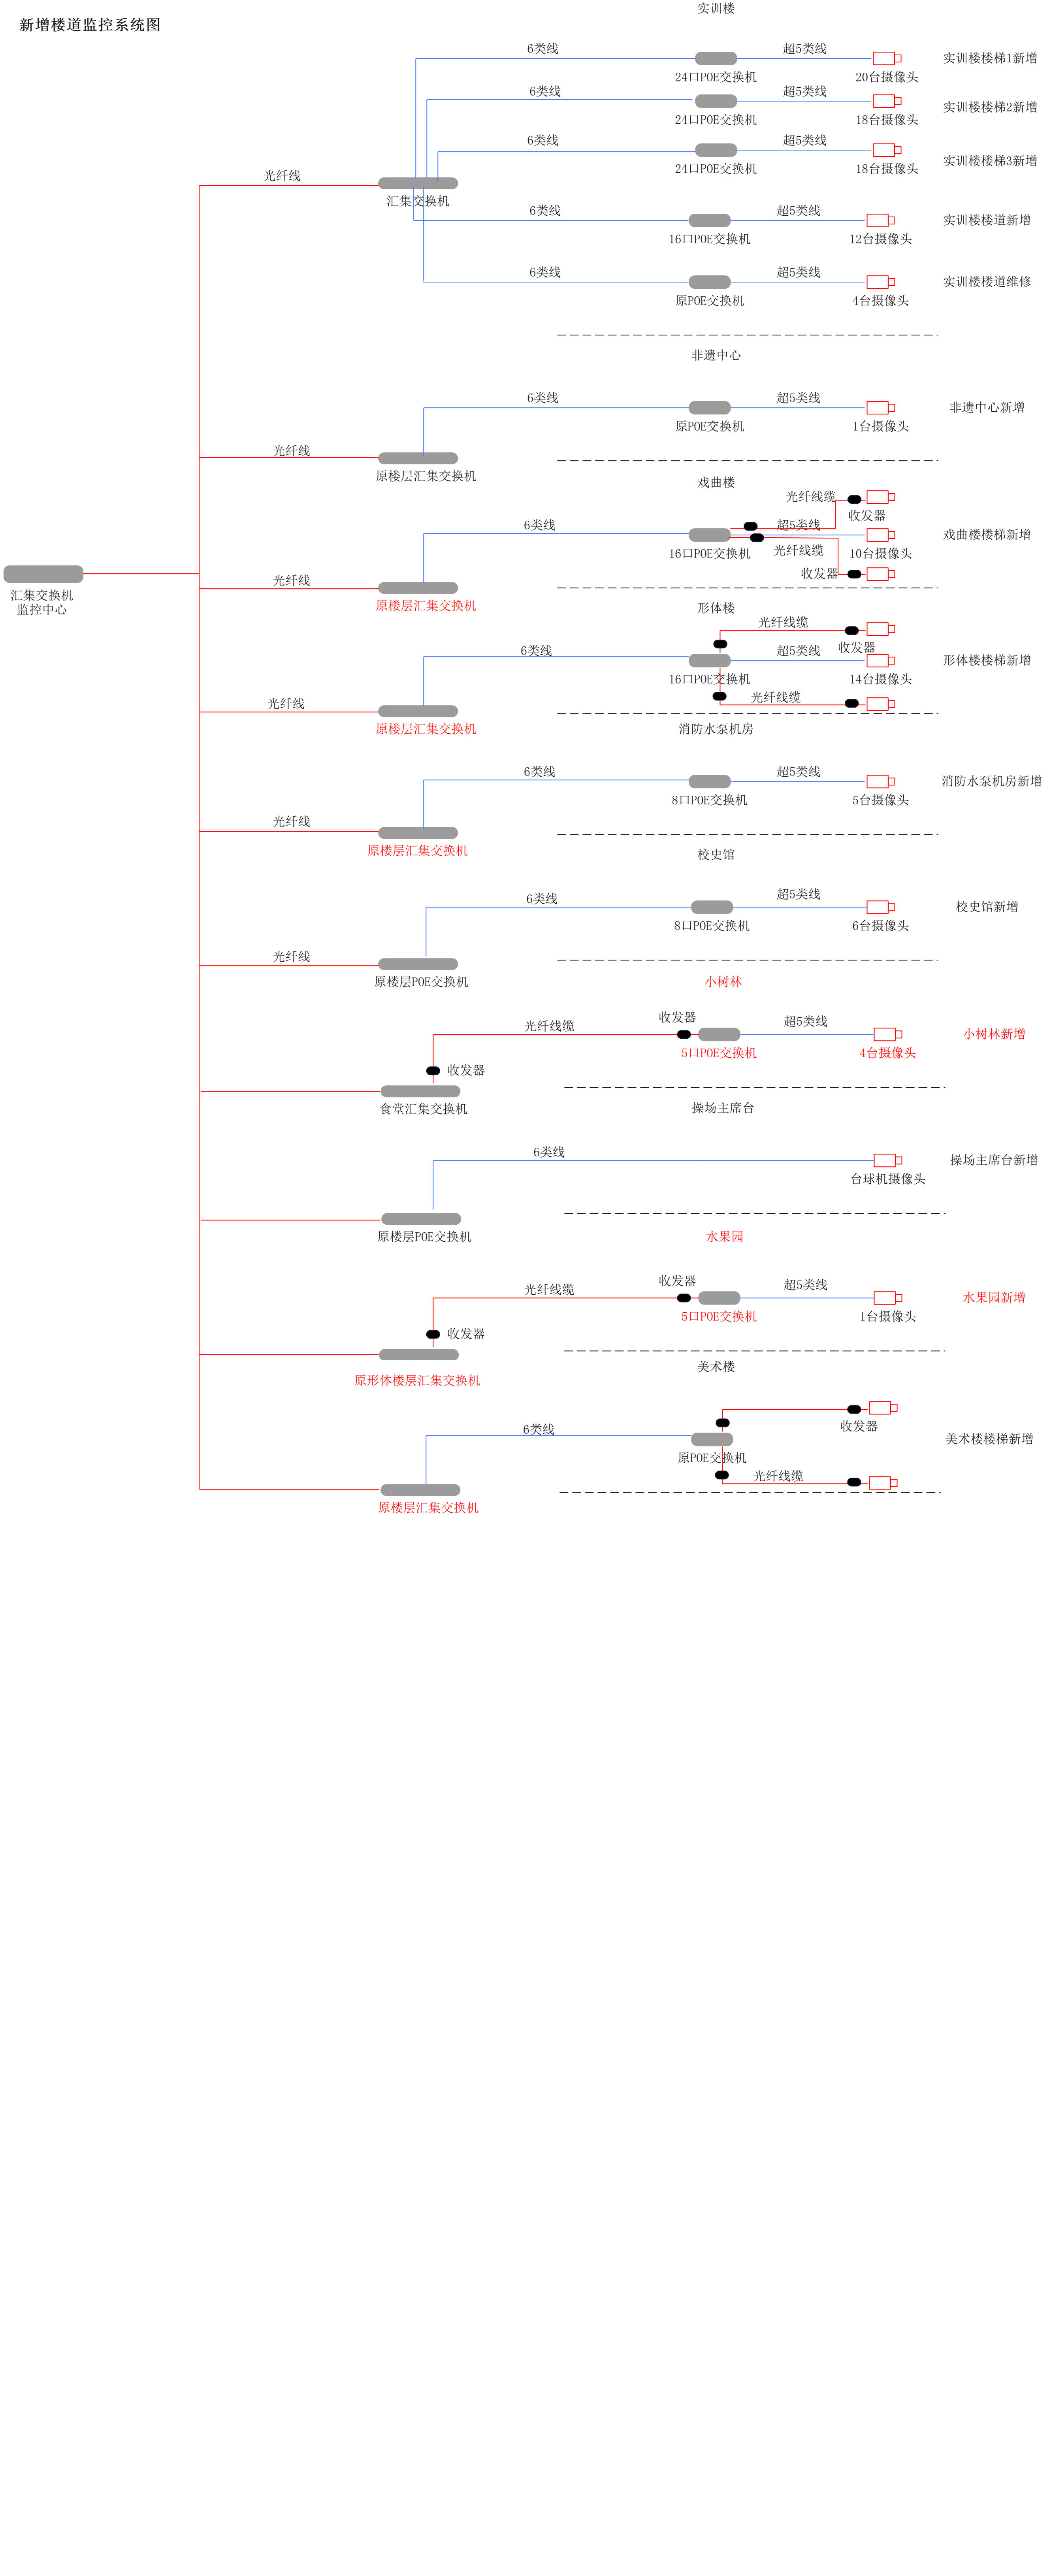 新增楼道监控系统图
实训楼
6类线
超5类线
24口POE交换机
20台摄像头
实训楼楼梯1新增
6类线
超5类线
24口POE交换机
18台摄像头
实训楼楼梯2新增
6类线
超5类线
24口POE交换机
18台摄像头
实训楼楼梯3新增
光纤线
汇集交换机
6类线
超5类线
16口POE交换机
12台摄像头
实训楼楼道新增
6类线
超5类线
原POE交换机
4台摄像头
实训楼楼道维修
非遗中心
6类线
超5类线
原POE交换机
1台摄像头
非遗中心新增
光纤线
原楼层汇集交换机
戏曲楼
光纤线缆
收发器
6类线
超5类线
16口POE交换机
光纤线缆
10台摄像头
戏曲楼楼梯新增
收发器
光纤线
原楼层汇集交换机
汇集交换机
监控中心
形体楼
光纤线缆
收发器
6类线
超5类线
16口POE交换机
14台摄像头
形体楼楼梯新增
光纤线缆
光纤线
原楼层汇集交换机
消防水泵机房
6类线
超5类线
8口POE交换机
5台摄像头
消防水泵机房新增
光纤线
原楼层汇集交换机
校史馆
6类线
超5类线
8口POE交换机
6台摄像头
校史馆新增
光纤线
原楼层POE交换机
小树林
收发器
光纤线缆
超5类线
5口POE交换机
4台摄像头
小树林新增
收发器
食堂汇集交换机
操场主席台
6类线
台球机摄像头
操场主席台新增
原楼层POE交换机
水果园
收发器
光纤线缆
超5类线
5口POE交换机
1台摄像头
水果园新增
收发器
原形体楼层汇集交换机
美术楼
收发器
6类线
原POE交换机
美术楼楼梯新增
光纤线缆
原楼层汇集交换机